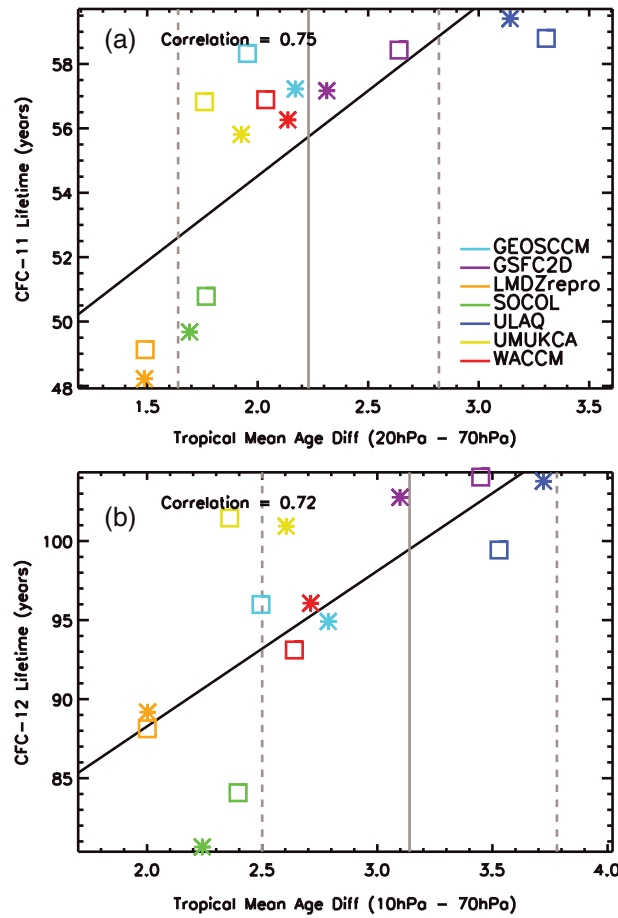 (a)
Correlation = 0.75
CFC-11 Lifetime (years)
58
56
54
52
50
48
GEOSCCM
GSFC2D
LMDZrepro
SOCOL
ULAQ
UMUKCA
WACCM
1.5 2.0 2.5 3.0 3.5
Tropical Mean Age Diff (20hPa - 70hPa)
(b)
Correlation = 0.72
CFC-12 Lifetime (years)
100
95
90
85
2.0 2.5 3.0 3.5 4.0
Tropical Mean Age Diff (10hPa - 70hPa)